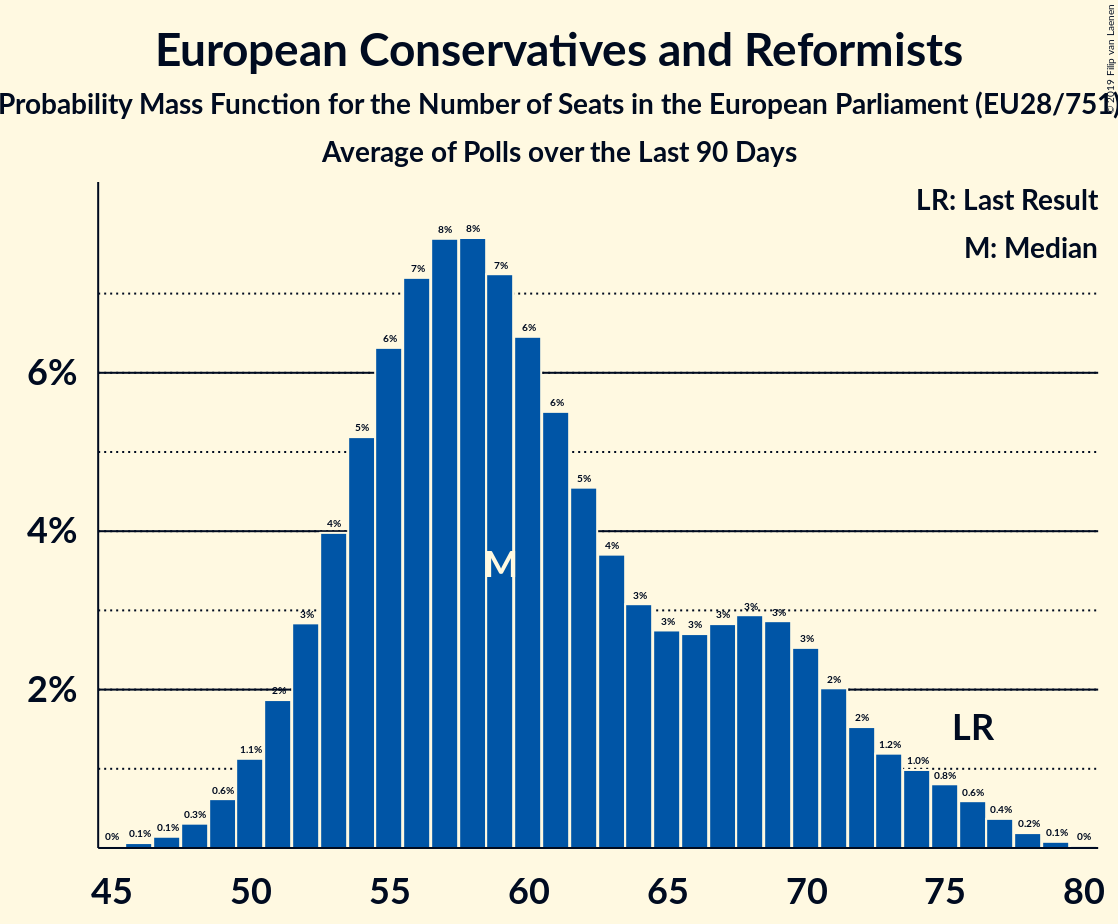 European Conservatives and Reformists
Probability Mass Function for the Number of Seats in the European Parliament (EU28/751)
Average of Polls over the Last 90 Days
© 2019 Filip van Laenen
LR: Last Result
M: Median
8% 8%
7% 7%
6% 6%
6%
6%
5% 5%
4%
4%
4%
M
3% 3% 3% 3% 3% 3% 3% 3%
2%
2% 2%
2%
LR
1.1% 1.2%
1.0%
0.6% 0.8% 0.6%
0.3% 0.4%
0% 0.1% 0.1% 0.2% 0.1% 0%
45 50 55 60 65 70 75 80